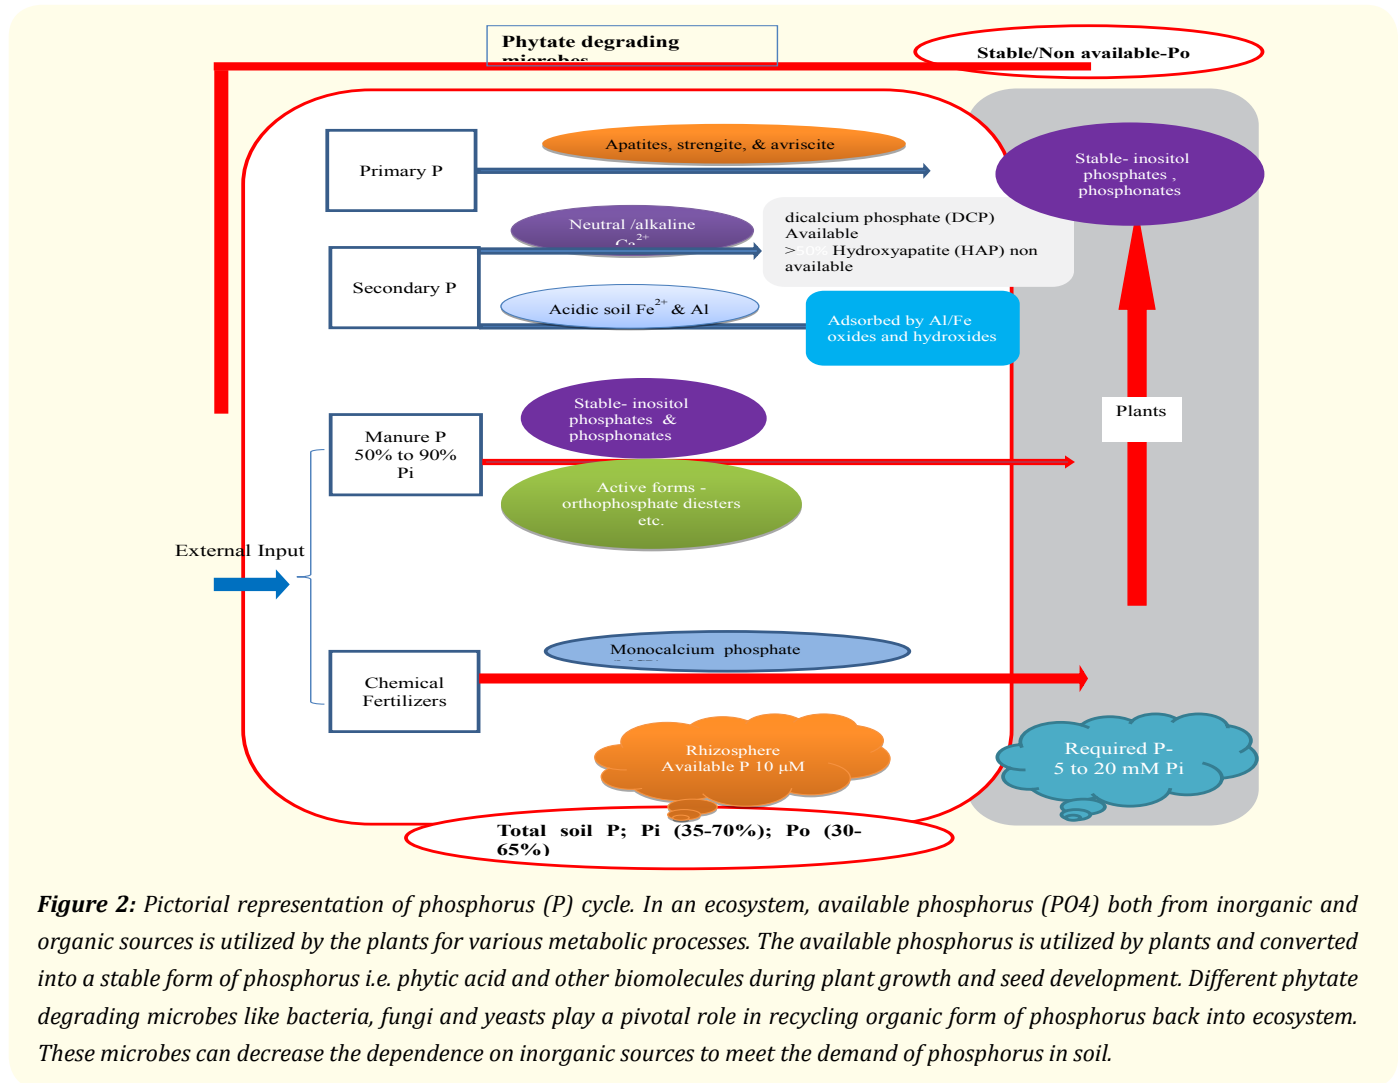 Phytate degrading
microbes
Stable/Non available-Po
Primary P
Apatites, strengite, & avriscite
Stable- inositol
phosphates ,
phosphonates
Secondary P
Neutral /alkaline
Ca2+
dicalcium phosphate (DCP)
Available
>50% Hydroxyapatite (HAP) non
available
Acidic soil Fe2+ & Al
Adsorbed by Al/Fe
oxides and hydroxides
Manure P
50% to 90%
Pi
Stable- inositol
phosphates &
phosphonates
Active forms -
orthophosphate diesters
etc.
Plants
External Input
Chemical
Fertilizers
Monocalcium phosphate
Rhizosphere
Available P 10 μM
Required P-
5 to 20 mM Pi
Total soil P; Pi (35-70%); Po (30-
65%)
Figure 2: Pictorial representation of phosphorus (P) cycle. In an ecosystem, available phosphorus (PO4) both from inorganic and
organic sources is utilized by the plants for various metabolic processes. The available phosphorus is utilized by plants and converted
into a stable form of phosphorus i.e. phytic acid and other biomolecules during plant growth and seed development. Different phytate
degrading microbes like bacteria, fungi and yeasts play a pivotal role in recycling organic form of phosphorus back into ecosystem.
These microbes can decrease the dependence on inorganic sources to meet the demand of phosphorus in soil.